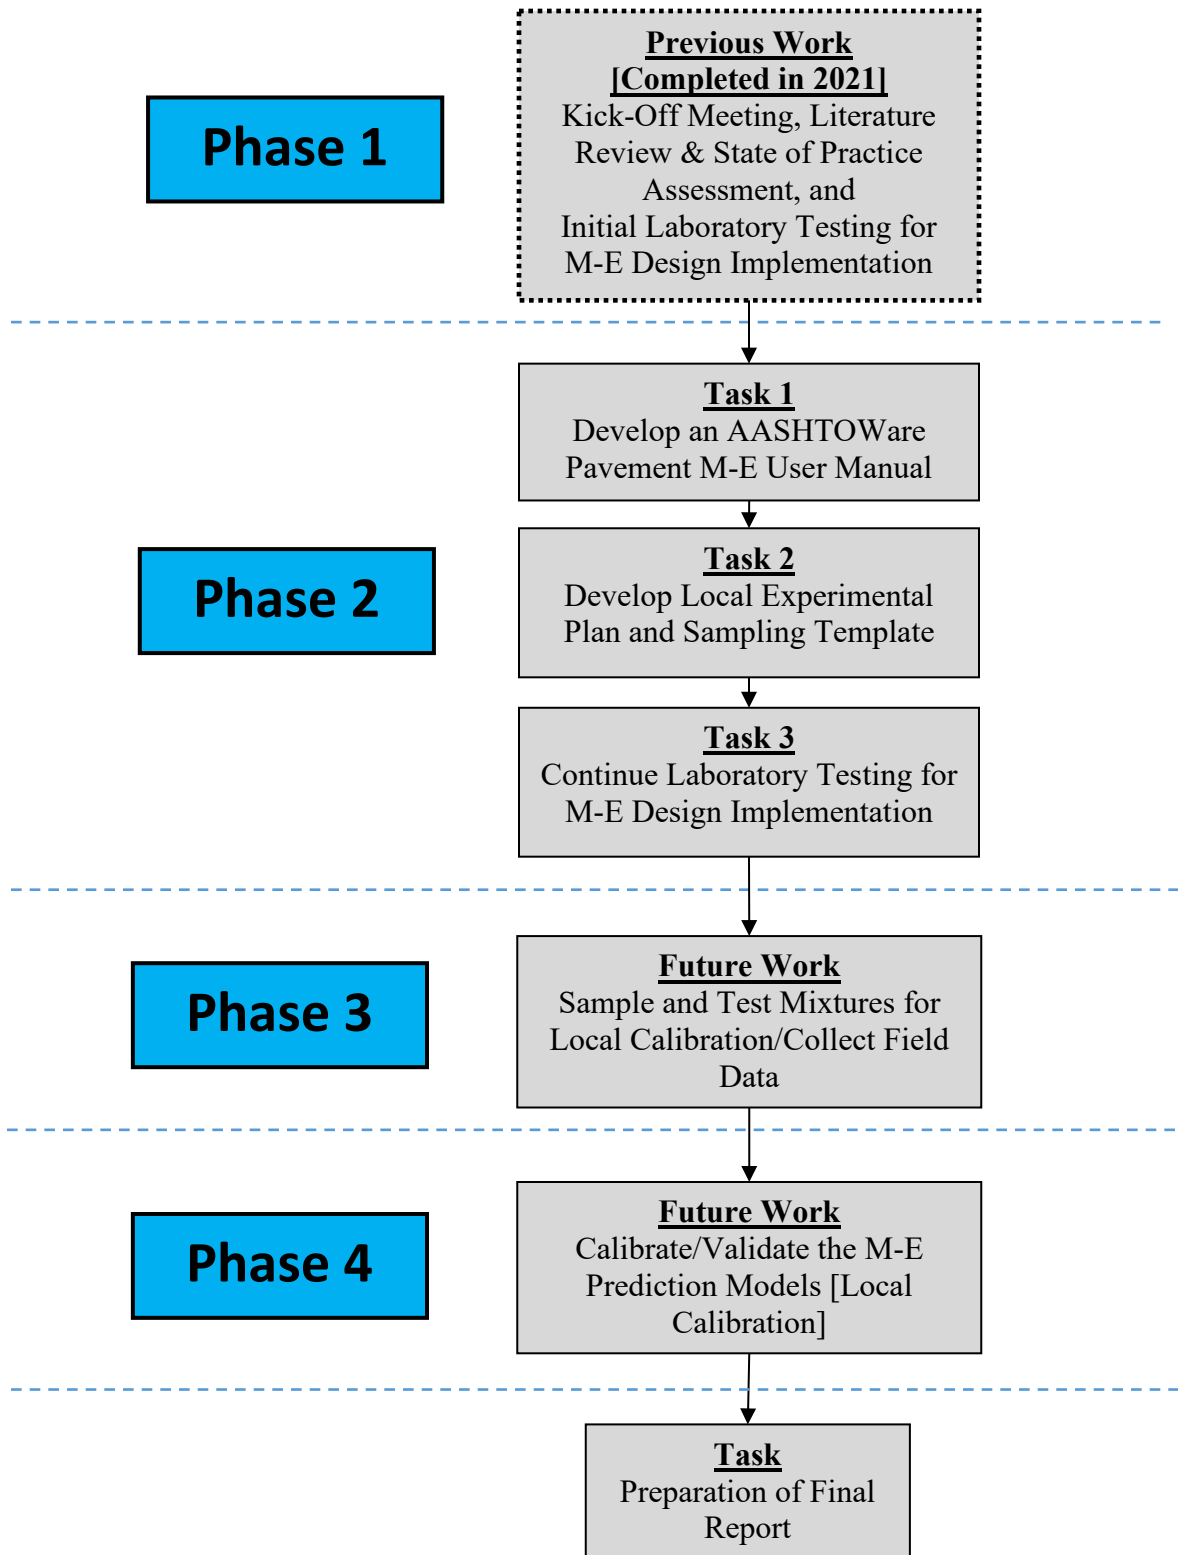 Phase 1
Previous Work
[Completed in 2021]
Kick-Off Meeting, Literature
Review & State of Practice
Assessment, and
Initial Laboratory Testing for
M-E Design Implementation
Phase 2
Task 1
Develop an AASHTOWare
Pavement M-E User Manual
Task 2
Develop Local Experimental
Plan and Sampling Template
Task 3
Continue Laboratory Testing for
M-E Design Implementation
Phase 3
Future Work
Sample and Test Mixtures for
Local Calibration/Collect Field
Data
Phase 4
Future Work
Calibrate/Validate the M-E
Prediction Models [Local
Calibration]
Task
Preparation of Final
Report